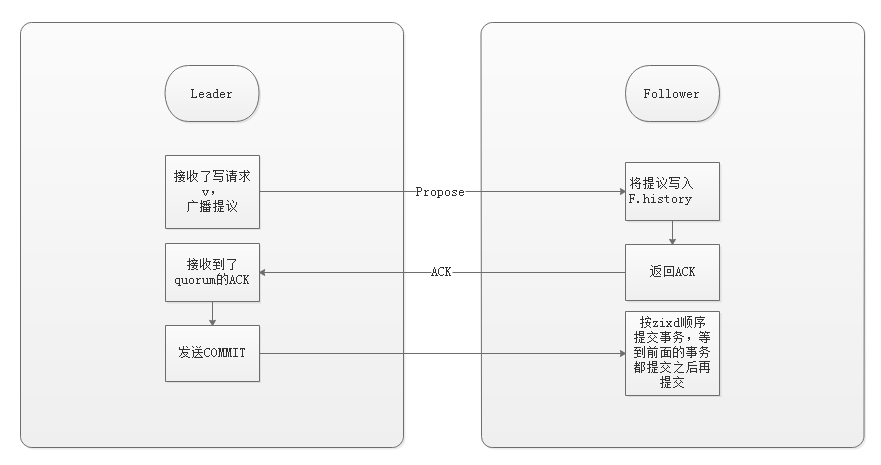 Leader
Follower
接收了写请求
v，
广播提议
Propose
将提议写入
F.history
接收到了
quorum的ACK
ACK
返回ACK
发送COMMIT
按zixd顺序
提交事务，等
到前面的事务
都提交之后再
提交